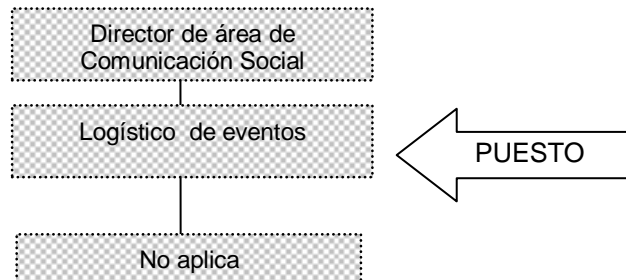 Director de área de
Comunicación Social
Logístico de eventos
PUESTO
No aplica